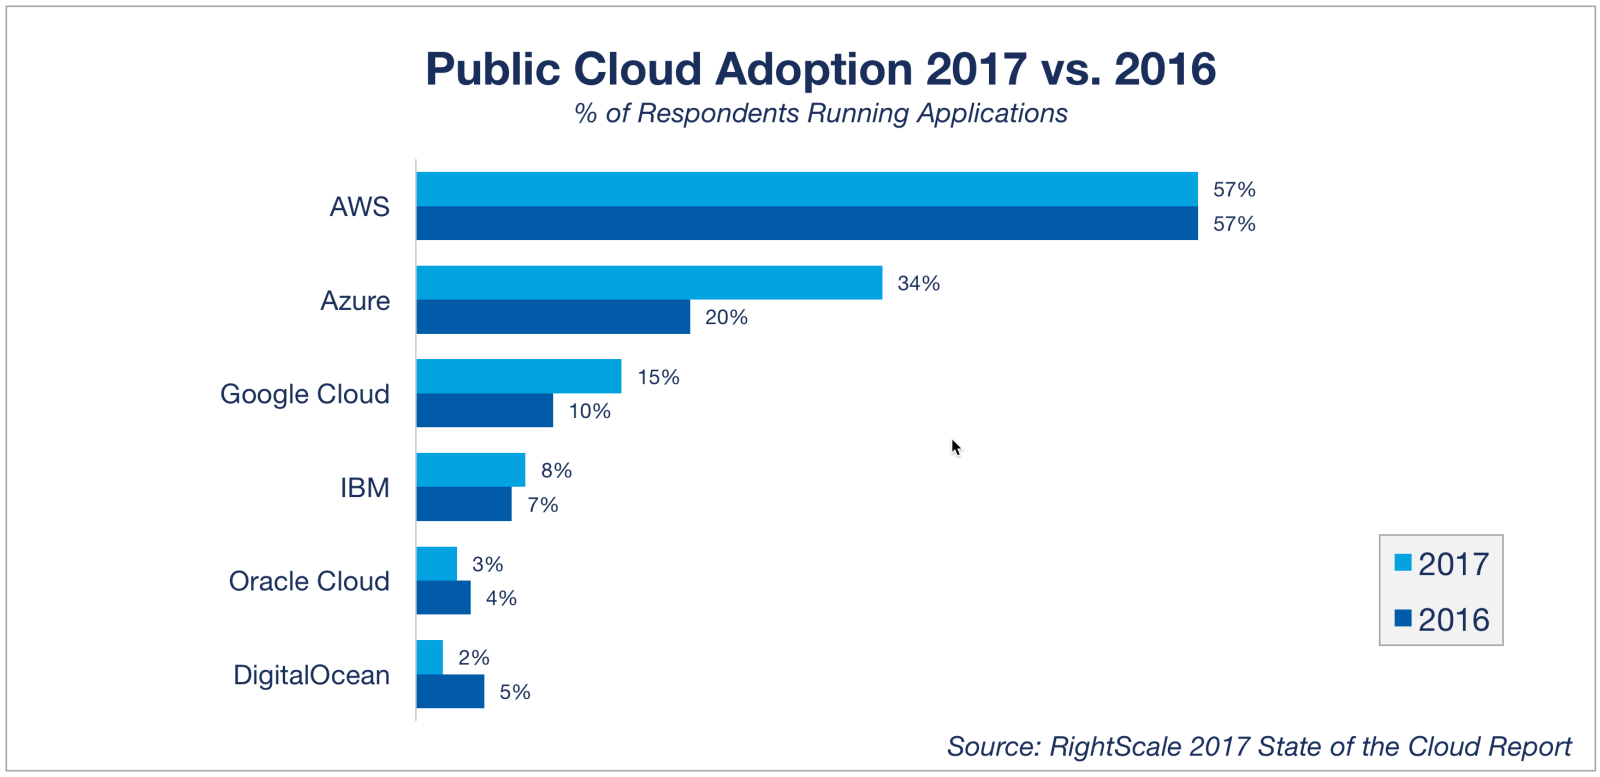 Public Cloud Adoption 2017 vs. 2016
% of Respondents Running Applications
AWS
57%
57%
Azure
34%
20%
Google Cloud
15%
10%
IBM
8%
7%
Oracle Cloud
3%
4%
DigitalOcean
2%
5%
2017
2016
Source: RightScale 2017 State of the Cloud Report